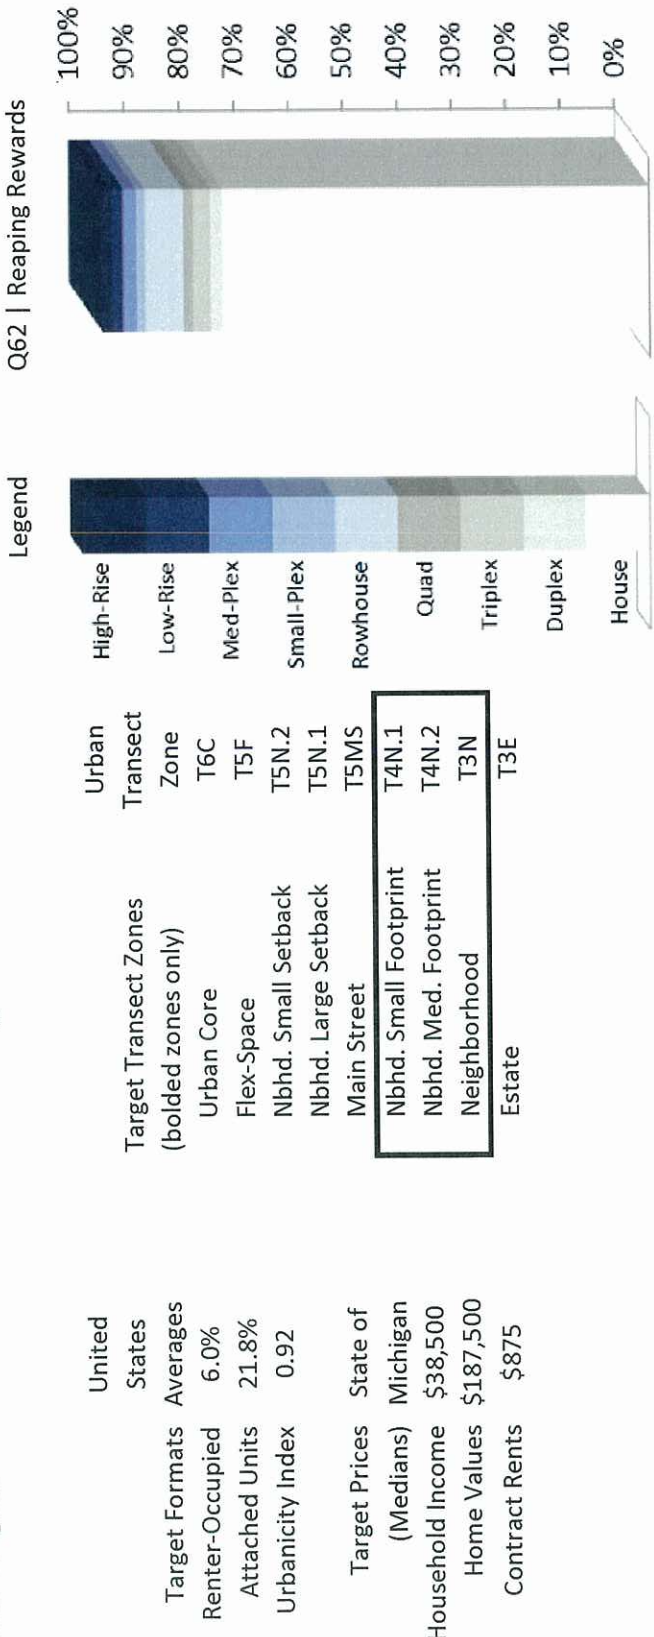 Target Formats
United States Averages
Renter-Occupied 6.0%
Attached Units 21.8%
Urbanicity Index 0.92
Target Prices (Medians)
State of Michigan
Household Income $38,500
Home Values $187,500
Contract Rents $875
Target Transect Zones
(bolded zones only)
Urban Transect Zone
Urban Core T6C
Flex-Space T5F
Nbhd. Small Setback T5N.2
Nbhd. Large Setback T5N.1
Main Street T5MS
Nbhd. Small Footprint T4N.1
Nbhd. Med. Footprint T4N.2
Neighborhood T3N
Estate T3E
Legend
High-Rise
Low-Rise
Med-Plex
Small-Plex
Rowhouse
Quad
Triplex
Duplex
House
Q62 | Reaping Rewards
100%
90%
80%
70%
60%
50%
40%
30%
20%
10%
0%